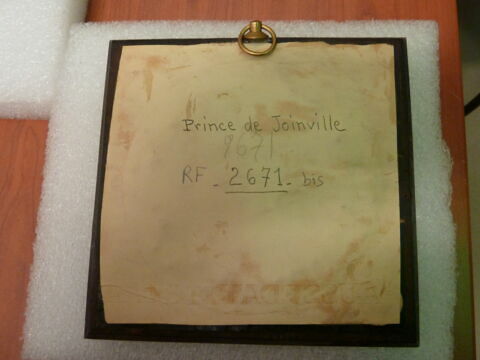 Prince de Joinville
2671
RF - 2671 - bis